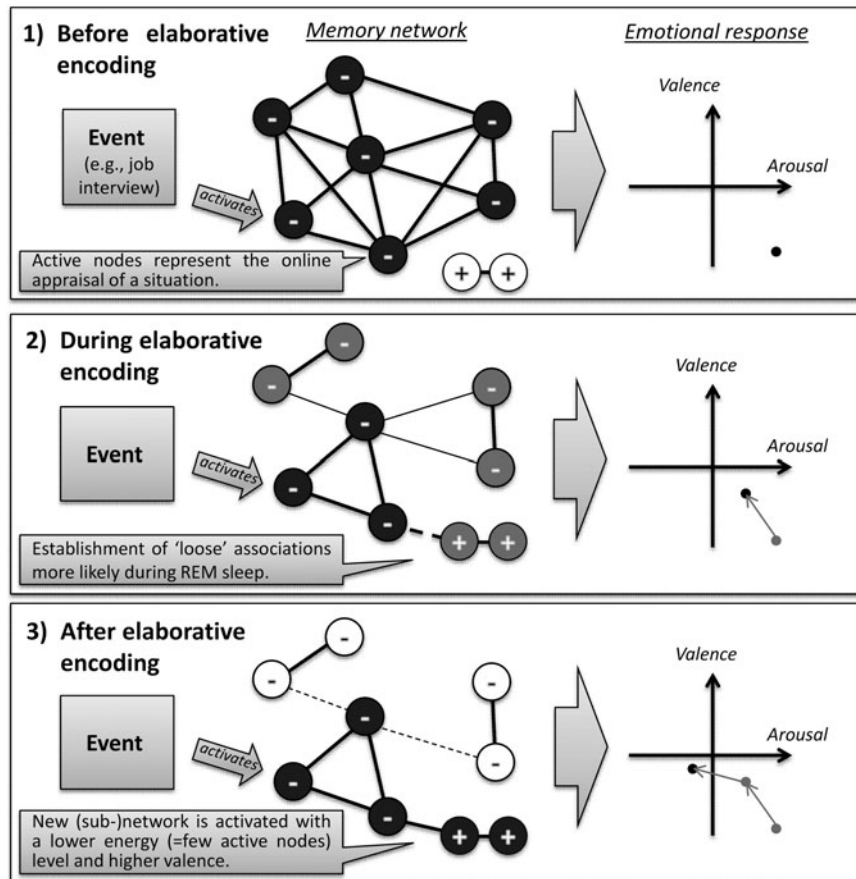 1) Before elaborative
encoding
Memory network
Emotional response
Event
(e.g., job
interview)
activates
-
-
-
-
-
-
-
+ +
Active nodes represent the online
appraisal of a situation.
Valence
Arousal
2) During elaborative
encoding
Event
activates
-
-
-
-
-
-
-
+ +
Establishment of ‘loose’ associations
more likely during REM sleep.
Valence
Arousal
3) After elaborative
encoding
Event
activates
-
-
-
-
-
-
-
+ +
New (sub-)network is activated with
a lower energy (=few active nodes)
level and higher valence.
Valence
Arousal